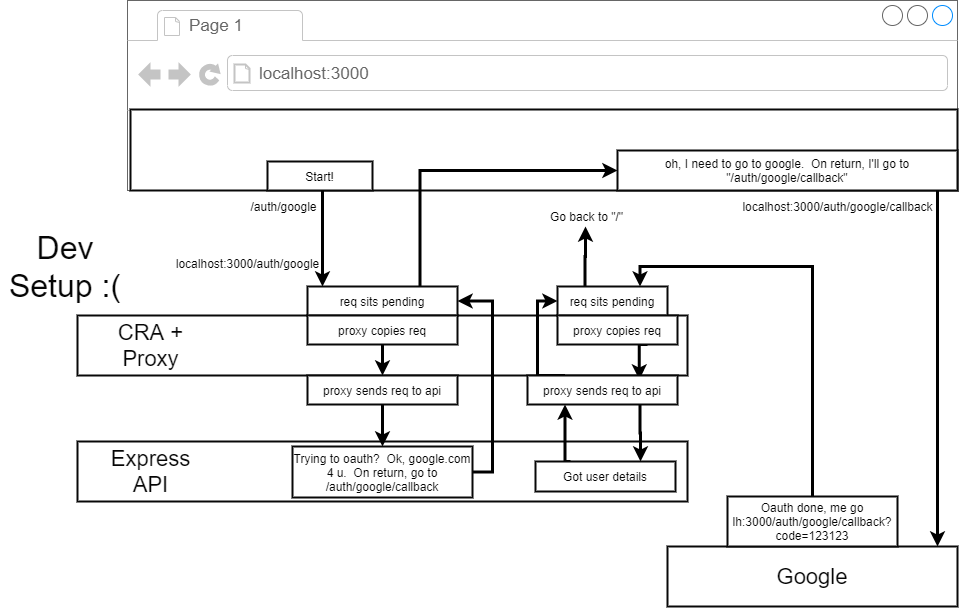 Page 1
localhost:3000
Start!
oh, I need to go to google.  On return, I'll go to
"/auth/google/callback"
/auth/google
localhost:3000/auth/google/callback
Go back to "/"
Dev
Setup :(
localhost:3000/auth/google
req sits pending
req sits pending
CRA +
Proxy
proxy copies req
proxy copies req
proxy sends req to api
proxy sends req to api
Express
API
Trying to oauth?  Ok, google.com
4 u.  On return, go to
/auth/google/callback
Got user details
Oauth done, me go
lh:3000/auth/google/callback?
code=123123
Google